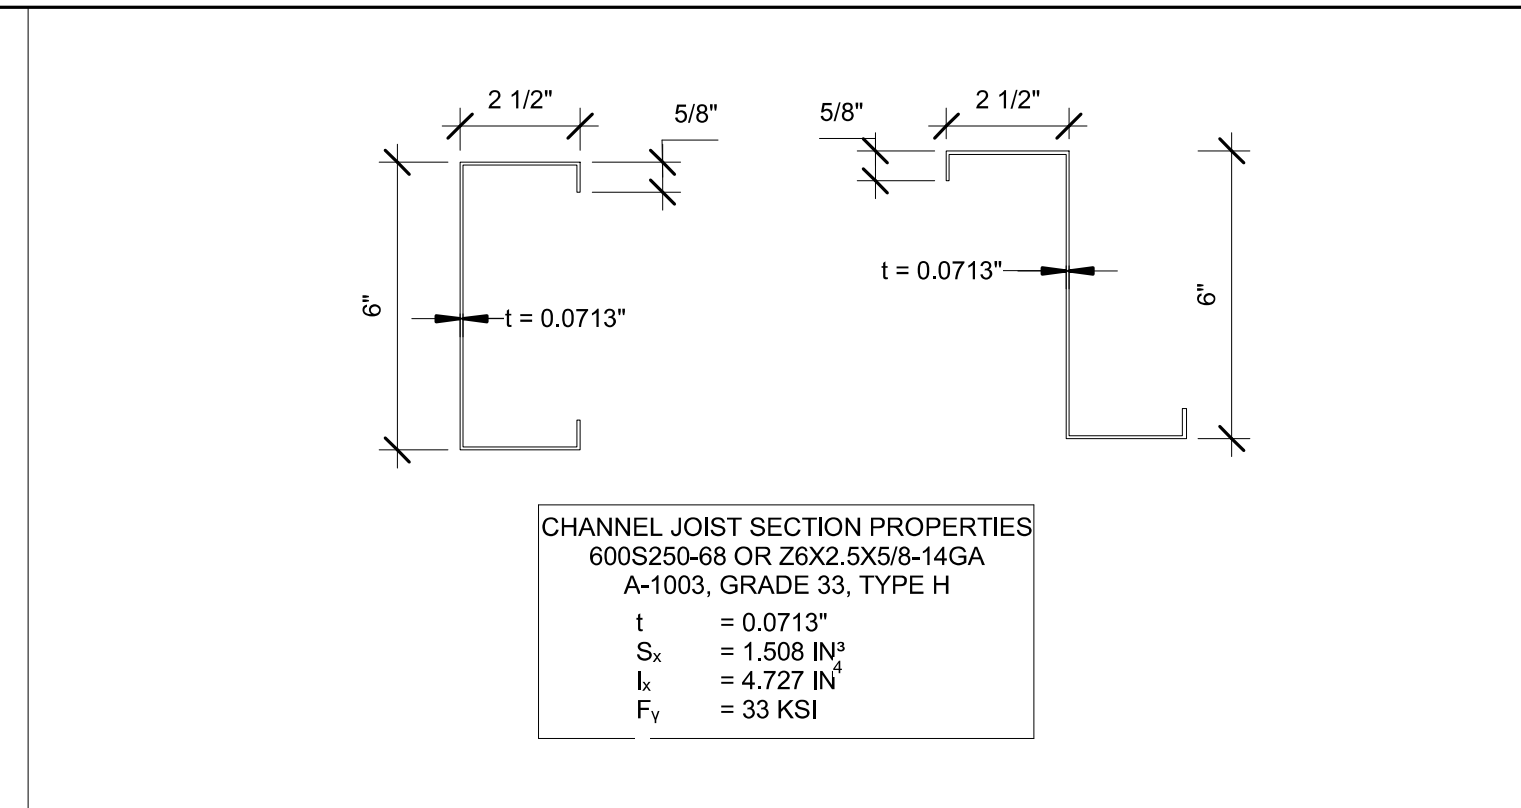 2 1/2"
5/8"
6"
t = 0.0713"
5/8"
2 1/2"
t = 0.0713"
6"
CHANNEL JOIST SECTION PROPERTIES
600S250-68 OR Z6X2.5X5/8-14GA
A-1003, GRADE 33, TYPE H
t = 0.0713"
Sₓ = 1.508 IN³
Iₓ = 4.727 IN⁴
Fᵧ = 33 KSI